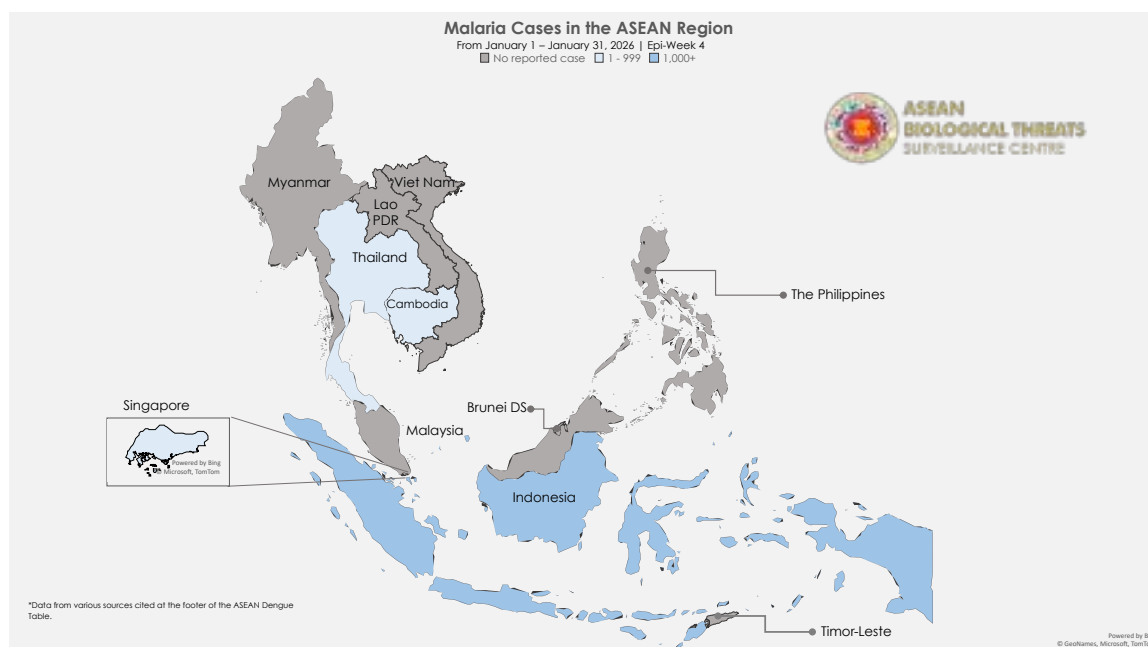 Malaria Cases in the ASEAN Region
From January 1 – January 31, 2026 | Epi-Week 4
No reported case 1 - 999 1,000+
ASEAN
BIOLOGICAL THREATS
SURVEILLANCE CENTRE
Myanmar
Viet Nam
Lao
PDR
Thailand
Cambodia
The Philippines
Singapore
Brunei DS
Malaysia
Powered by Bing
© Microsoft, TomTom
Indonesia
*Data from various sources cited at the footer of the ASEAN Dengue
Table.
Timor-Leste
Powered by B
© GeoNames, Microsoft, TomT